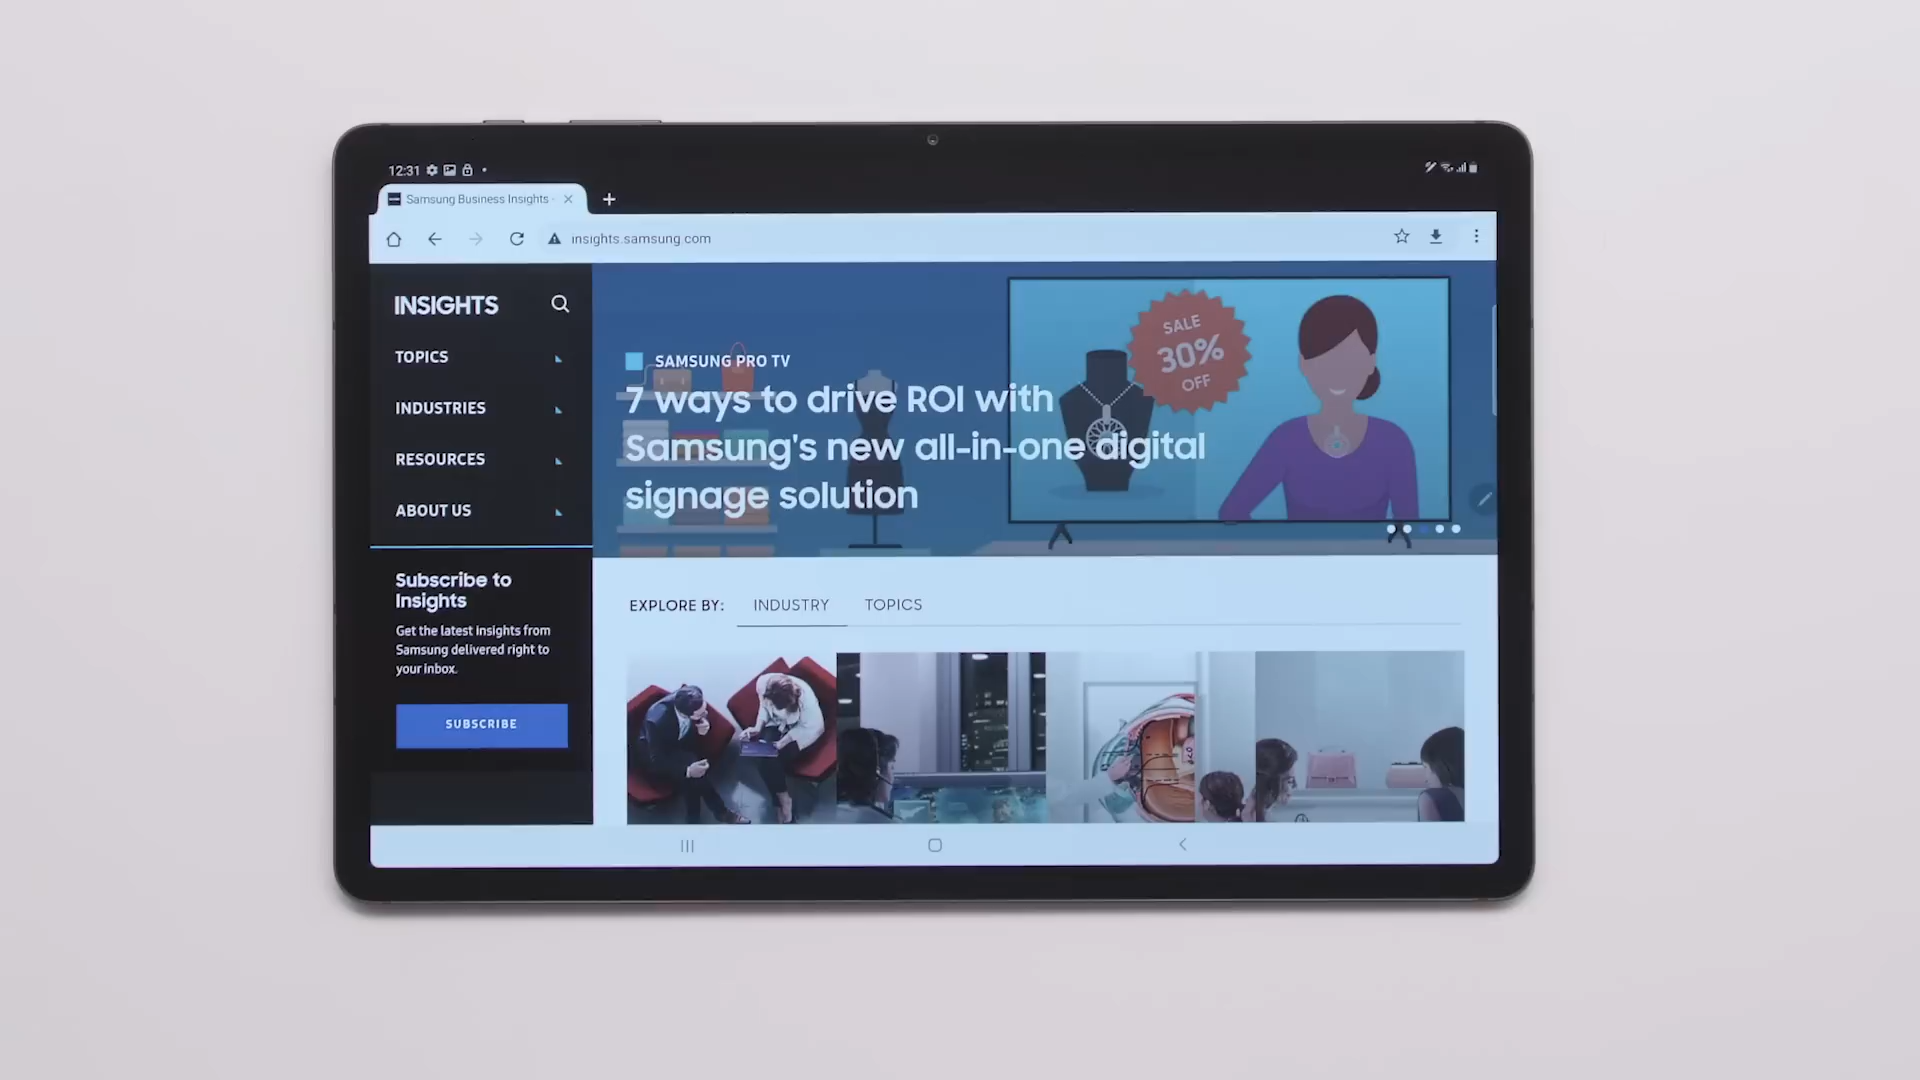 12:31
Samsung Business Insights -
insights.samsung.com
INSIGHTS
TOPICS
INDUSTRIES
RESOURCES
ABOUT US
Subscribe to
Insights
Get the latest insights from
Samsung delivered right to
your inbox.
SUBSCRIBE
SAMSUNG PRO TV
7 ways to drive ROI with
Samsung's new all-in-one digital
signage solution
SALE
30%
OFF
EXPLORE BY: INDUSTRY TOPICS